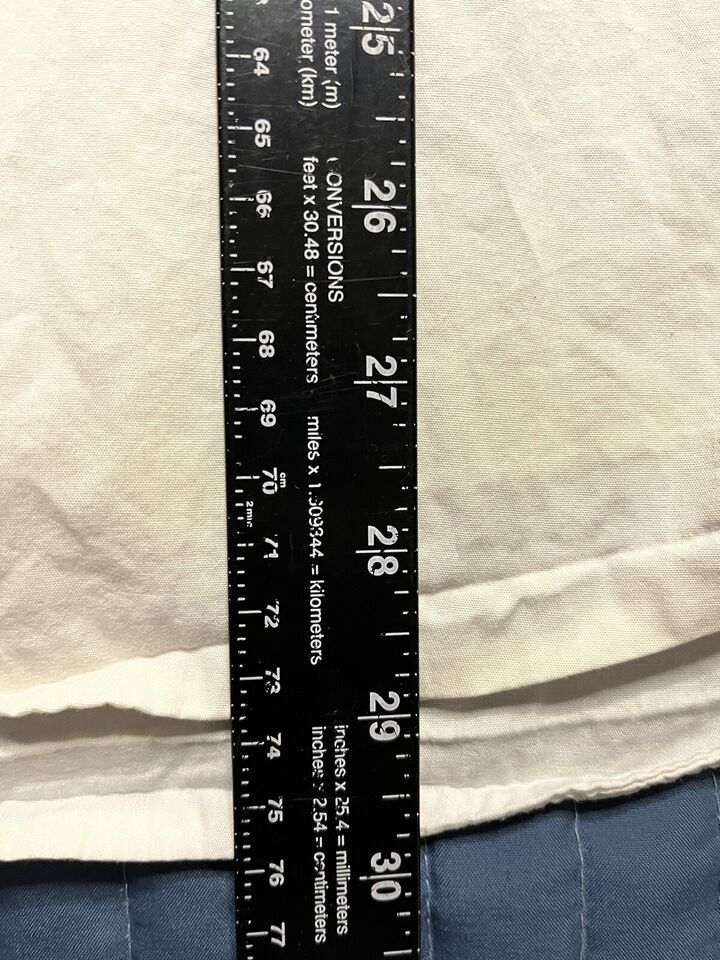 25
26
27
28
29
30
1 meter (m)
ometer (km)
CONVERSIONS
feet x 30.48 = centimeters
miles x 1.609344 = kilometers
inches x 25.4 = millimeters
inches x 2.54 = centimeters
64
65
66
67
68
69
cm
70
71
72
73
74
75
76
77